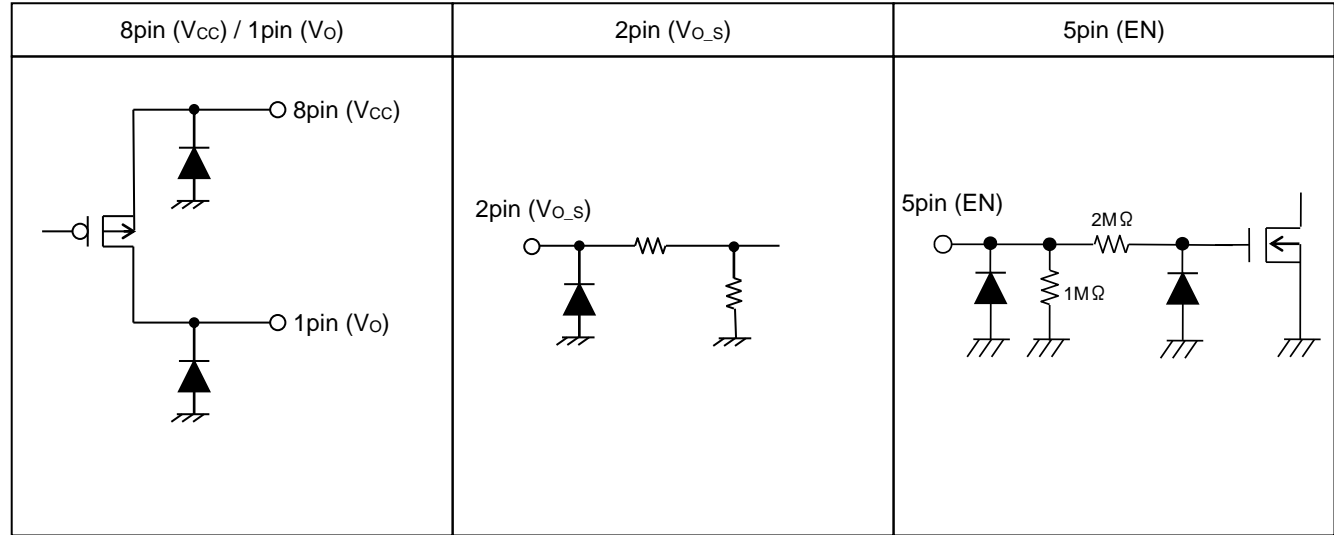 8pin (VCC) / 1pin (VO)
2pin (VO_S)
5pin (EN)
8pin (VCC)
1pin (VO)
2pin (VO_S)
5pin (EN)
2MΩ
1MΩ